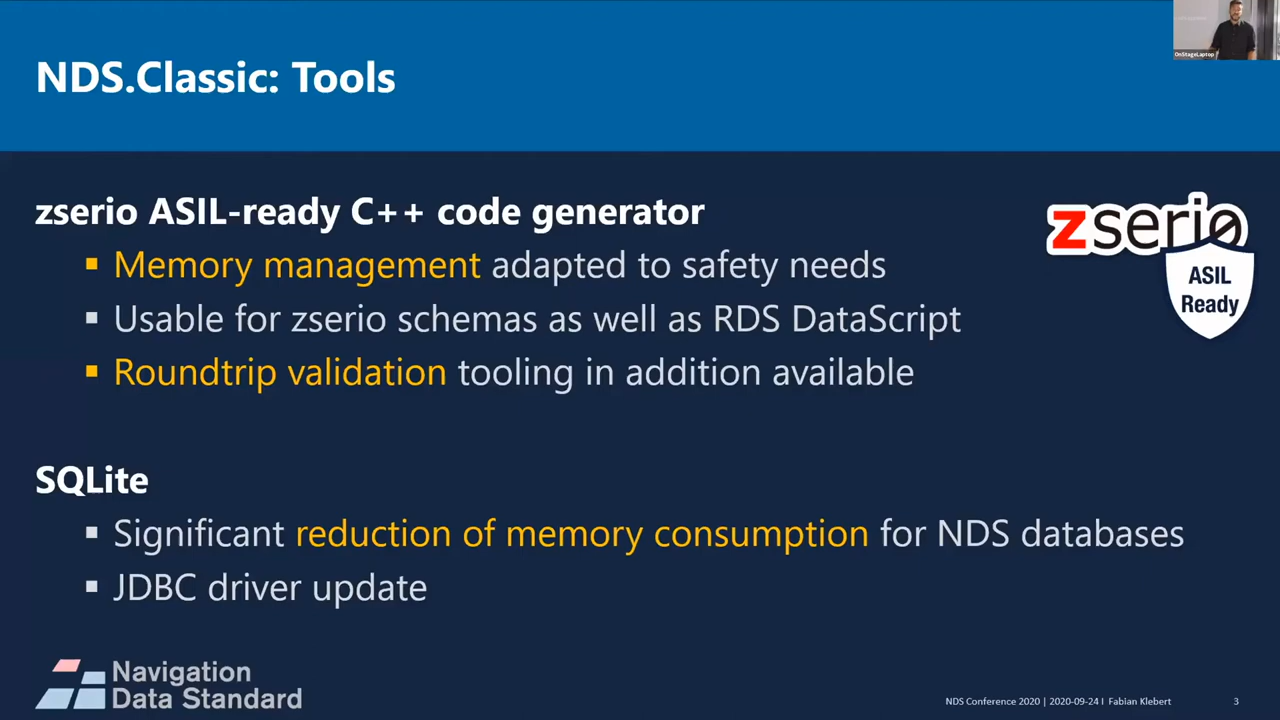 OnStageLaptop
NDS.Classic: Tools
zserio ASIL-ready C++ code generator
Memory management adapted to safety needs
Usable for zserio schemas as well as RDS DataScript
Roundtrip validation tooling in addition available
zserio
ASIL
Ready
SQLite
Significant reduction of memory consumption for NDS databases
JDBC driver update
Navigation
Data Standard
NDS Conference 2020 | 2020-09-24 I Fabian Klebert
3